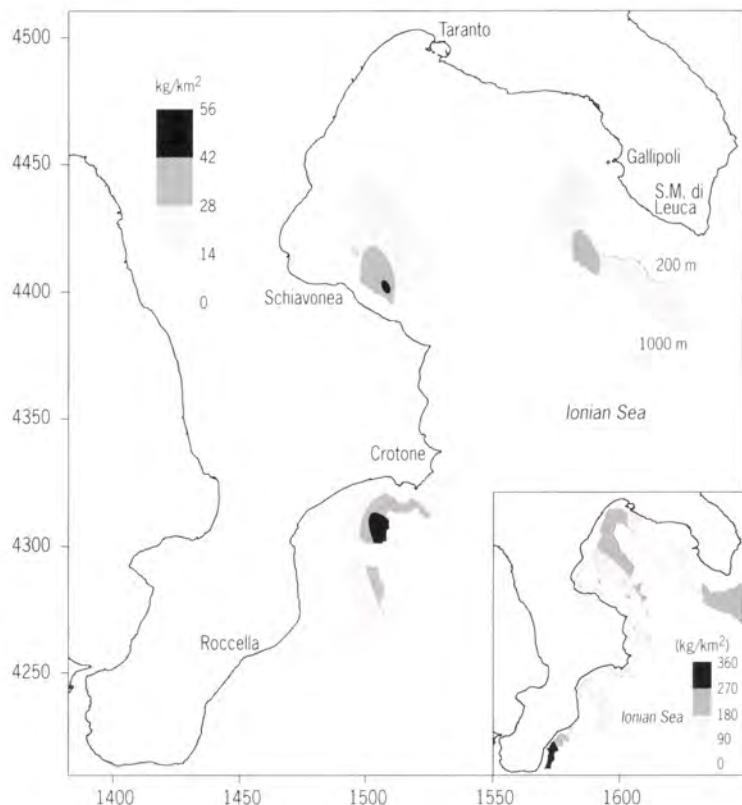 4510
4500
4450
4400
4350
4330
4300
4250
1400
1450
1500
1550
1600
kg/km²
56
42
28
14
0
Taranto
Gallipoli
S.M. di
Leuca
200 m
1000 m
Schiavonea
Ionian Sea
Crotone
Roccella
(kg/km²)
360
270
180
90
0
Ionian Sea